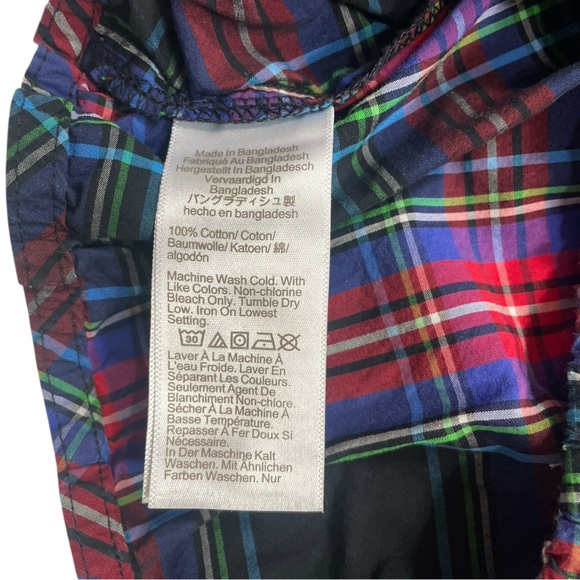 Made In Bangladesh
Fabriqué Au Bangladesh
Hergestellt In Bangladesch
Vervaardigd In
Bangladesh
バングラディシュ製
hecho en bangladesh
100% Cotton/ Coton/
Baumwolle/ Katoen/ 綿/
algodón
Machine Wash Cold. With
Like Colors. Non-chlorine
Bleach Only. Tumble Dry
Low. Iron On Lowest
Setting.
30
Laver À La Machine À
L'eau Froide. Laver En
Séparant Les Couleurs.
Seulement Agent De
Blanchiment Non-chlore.
Sécher À La Machine À
Basse Température.
Repasser À Fer Doux Si
Nécessaire.
In Der Maschine Kalt
Waschen. Mit Ähnlichen
Farben Waschen. Nur